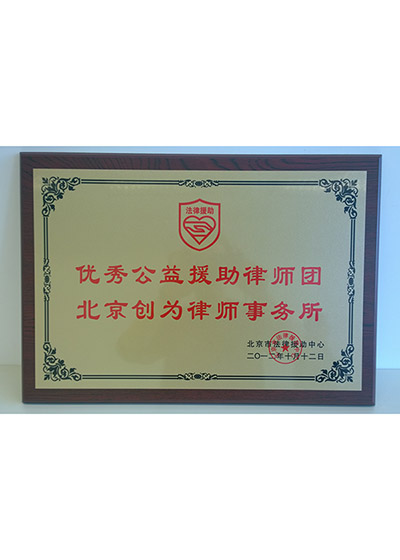 法律援助
优秀公益援助律师团
北京创为律师事务所
北京市法律援助中心
二〇一二年十月十二日